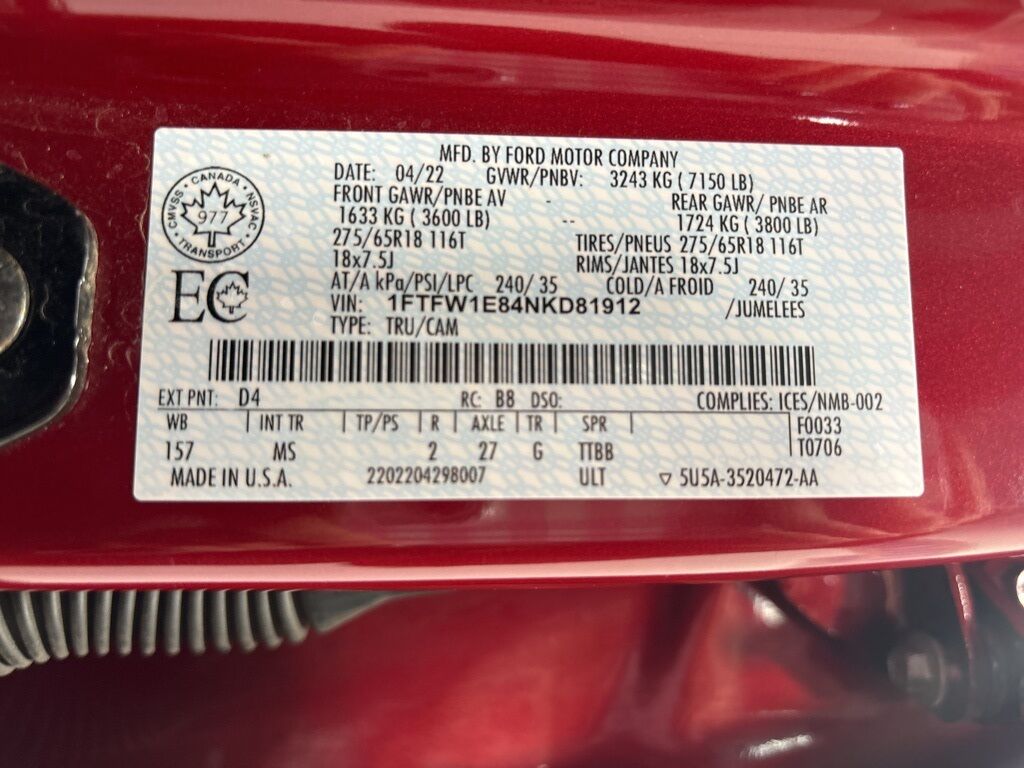 MFD. BY FORD MOTOR COMPANY
DATE: 04/22 GVWR/PNBV: 3243 KG ( 7150 LB)
FRONT GAWR/PNBE AV - REAR GAWR/ PNBE AR
1633 KG ( 3600 LB) -- 1724 KG ( 3800 LB)
275/65R18 116T TIRES/PNEUS 275/65R18 116T
18x7.5J RIMS/JANTES 18x7.5J
AT/A kPa/PSI/LPC 240/ 35 COLD/A FROID 240/ 35
VIN: 1FTFW1E84NKD81912 /JUMELEES
TYPE: TRU/CAM
CANADA
CMVSS · NSVAC
977
TRANSPORT
EC
EXT PNT: D4 RC: B8 DSO: COMPLIES: ICES/NMB-002
WB | INT TR | TP/PS | R | AXLE | TR | SPR | F0033
157 MS 2 27 G TTBB T0706
MADE IN U.S.A. 2202204298007 ULT ▽ 5U5A-3520472-AA